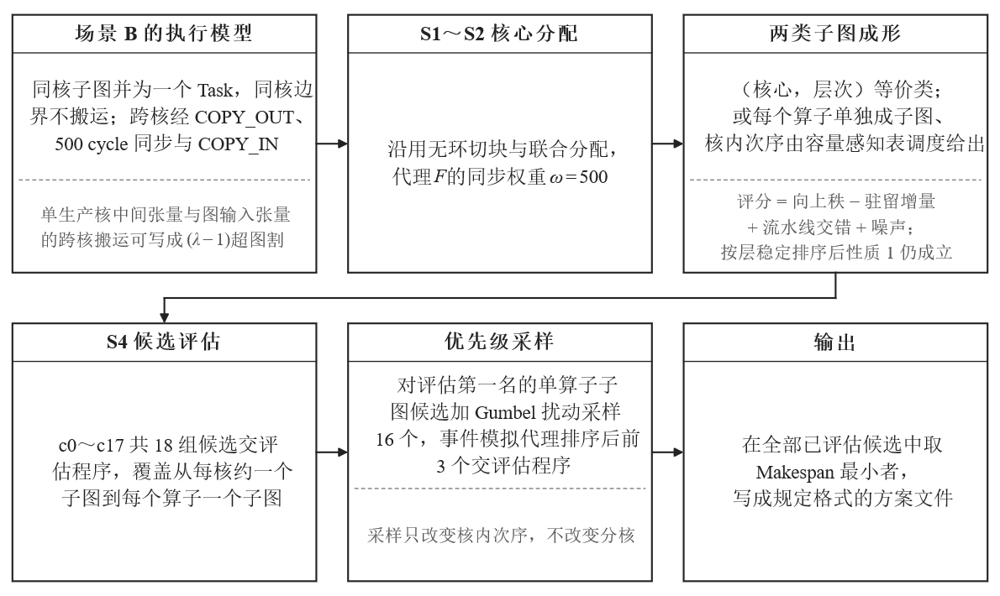 场景 B 的执行模型
同核子图并为一个 Task，同核边
界不搬运；跨核经 COPY_OUT、
500 cycle 同步与 COPY_IN
单生产核中间张量与图输入张量
的跨核搬运可写成 (λ−1)超图割
S1～S2 核心分配
沿用无环切块与联合分配，
代理F的同步权重 ω=500
两类子图成形
（核心，层次）等价类；
或每个算子单独成子图、
核内次序由容量感知表调度给出
评分 = 向上秩 − 驻留增量
+ 流水线交错 + 噪声；
按层稳定排序后性质 1 仍成立
S4 候选评估
c0～c17 共 18 组候选交评
估程序，覆盖从每核约一个
子图到每个算子一个子图
优先级采样
对评估第一名的单算子子
图候选加 Gumbel 扰动采样
16 个，事件模拟代理排序后前
3 个交评估程序
采样只改变核内次序，不改变分核
输出
在全部已评估候选中取
Makespan 最小者，
写成规定格式的方案文件